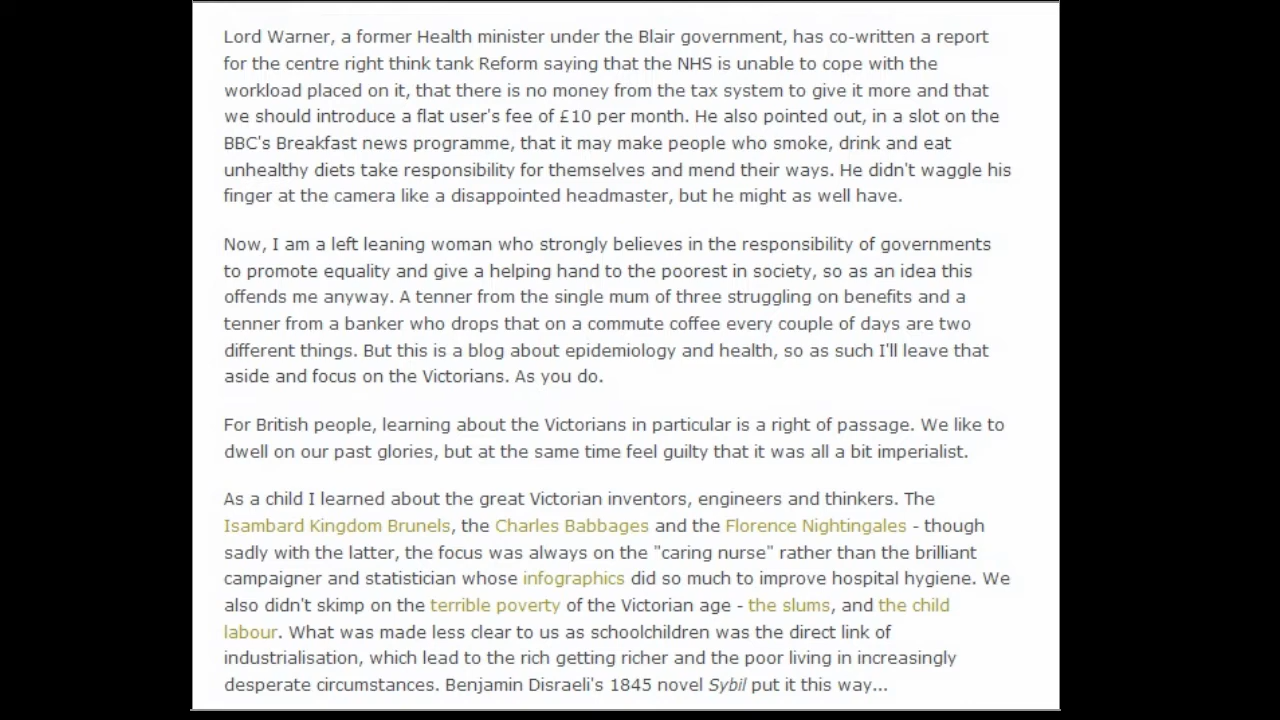 Lord Warner, a former Health minister under the Blair government, has co-written a report
for the centre right think tank Reform saying that the NHS is unable to cope with the
workload placed on it, that there is no money from the tax system to give it more and that
we should introduce a flat user's fee of £10 per month. He also pointed out, in a slot on the
BBC's Breakfast news programme, that it may make people who smoke, drink and eat
unhealthy diets take responsibility for themselves and mend their ways. He didn't waggle his
finger at the camera like a disappointed headmaster, but he might as well have.
Now, I am a left leaning woman who strongly believes in the responsibility of governments
to promote equality and give a helping hand to the poorest in society, so as an idea this
offends me anyway. A tenner from the single mum of three struggling on benefits and a
tenner from a banker who drops that on a commute coffee every couple of days are two
different things. But this is a blog about epidemiology and health, so as such I'll leave that
aside and focus on the Victorians. As you do.
For British people, learning about the Victorians in particular is a right of passage. We like to
dwell on our past glories, but at the same time feel guilty that it was all a bit imperialist.
As a child I learned about the great Victorian inventors, engineers and thinkers. The
Isambard Kingdom Brunels, the Charles Babbages and the Florence Nightingales - though
sadly with the latter, the focus was always on the "caring nurse" rather than the brilliant
campaigner and statistician whose infographics did so much to improve hospital hygiene. We
also didn't skimp on the terrible poverty of the Victorian age - the slums, and the child
labour. What was made less clear to us as schoolchildren was the direct link of
industrialisation, which lead to the rich getting richer and the poor living in increasingly
desperate circumstances. Benjamin Disraeli's 1845 novel Sybil put it this way...